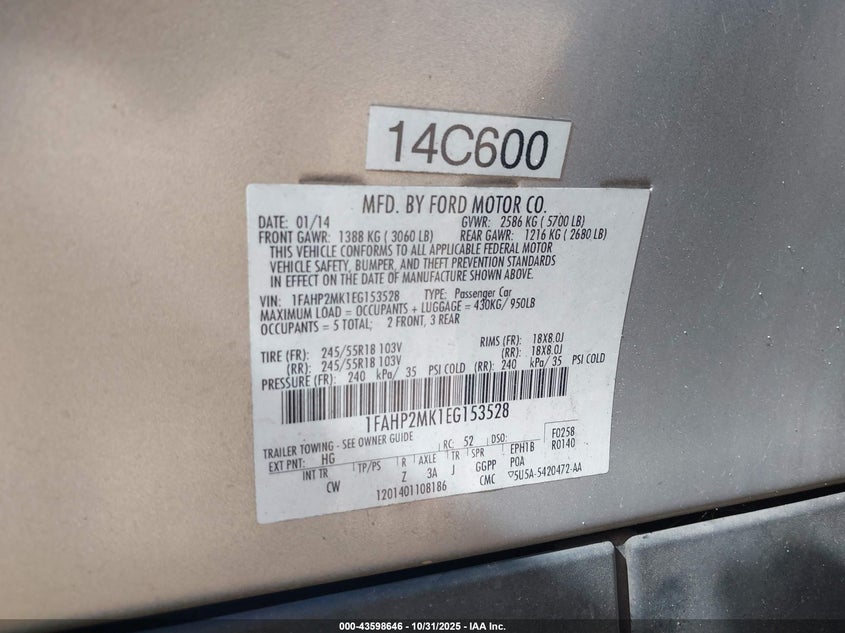 14C600
MFD. BY FORD MOTOR CO.
DATE: 01/14 GVWR: 2586 KG ( 5700 LB)
FRONT GAWR: 1388 KG ( 3060 LB) REAR GAWR: 1216 KG ( 2680 LB)
THIS VEHICLE CONFORMS TO ALL APPLICABLE FEDERAL MOTOR
VEHICLE SAFETY, BUMPER, AND THEFT PREVENTION STANDARDS
IN EFFECT ON THE DATE OF MANUFACTURE SHOWN ABOVE.
VIN: 1FAHP2MK1EG153528 TYPE: Passenger Car
MAXIMUM LOAD = OCCUPANTS + LUGGAGE = 430KG/ 950LB
OCCUPANTS = 5 TOTAL; 2 FRONT, 3 REAR
TIRE (FR): 245/55R18 103V RIMS (FR): 18X8.0J
(RR): 245/55R18 103V (RR): 18X8.0J
PRESSURE (FR): 240 kPa/ 35 PSI COLD (RR): 240 kPa/ 35 PSI COLD
1FAHP2MK1EG153528
TRAILER TOWING - SEE OWNER GUIDE RC: 52 DSO: F0258
EXT PNT: HG R0140
INT TR TP/PS R AXLE TR SPR EPH1B
CW Z 3A J GGPP POA
1201401108186 CMC ▽5U5A-5420472-AA
000-43598646 - 10/31/2025 - IAA Inc.